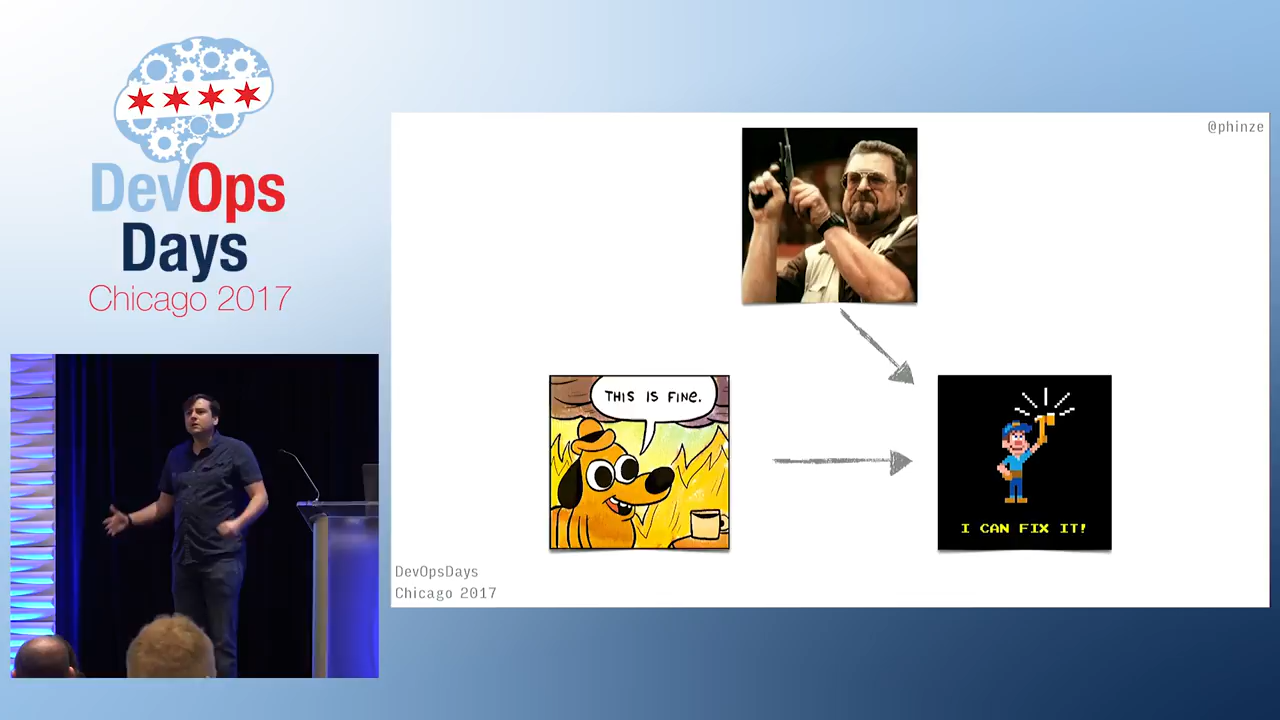 DevOps
Days
Chicago 2017
@phinze
THIS IS FINE.
I CAN FIX IT!
DevOpsDays
Chicago 2017